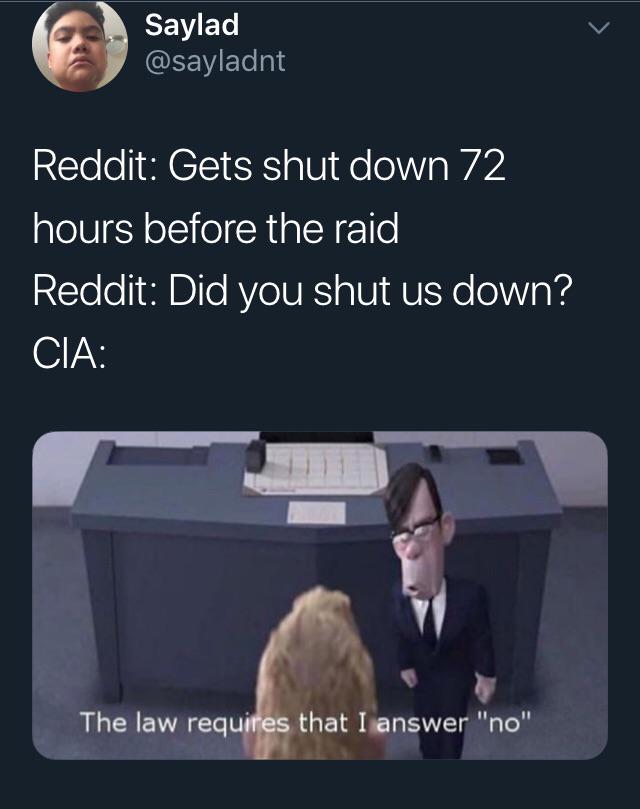 Saylad
@sayladnt
Reddit: Gets shut down 72
hours before the raid
Reddit: Did you shut us down?
CIA:
The law requires that I answer "no"